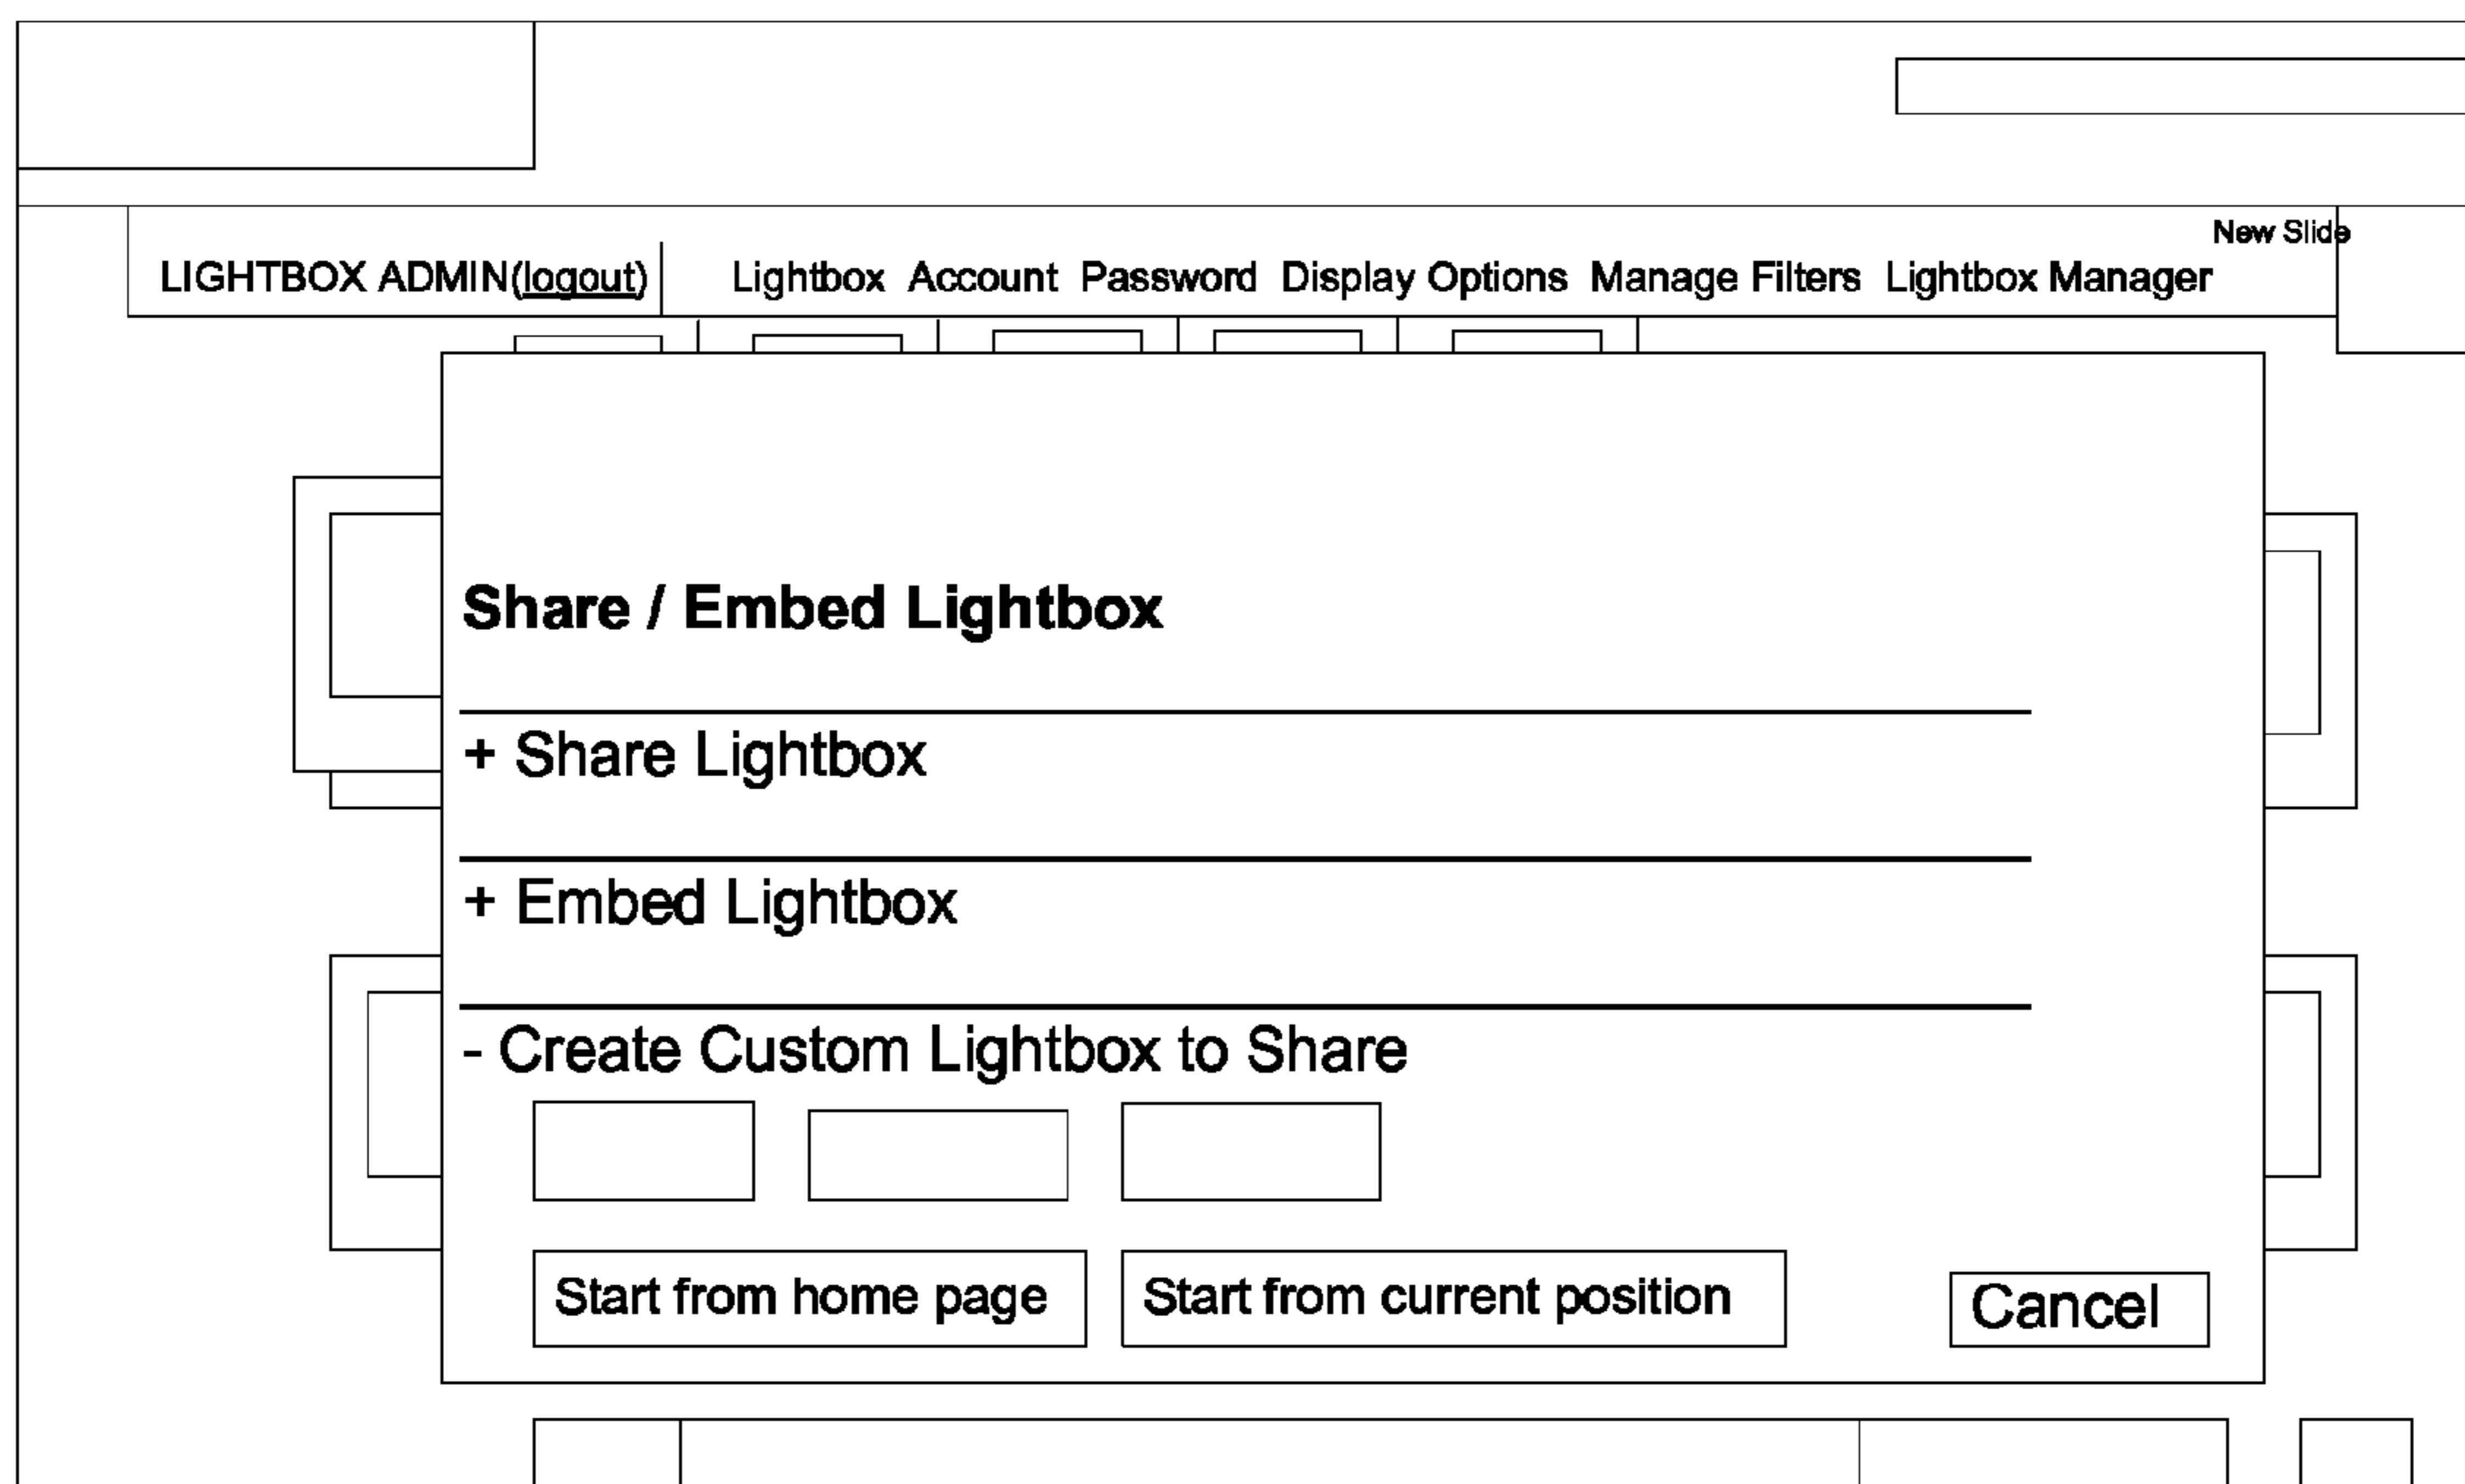 New Slide
LIGHTBOX ADMIN(logout) Lightbox Account Password Display Options Manage Filters Lightbox Manager
Share / Embed Lightbox
+ Share Lightbox
+ Embed Lightbox
- Create Custom Lightbox to Share
Start from home page Start from current position Cancel